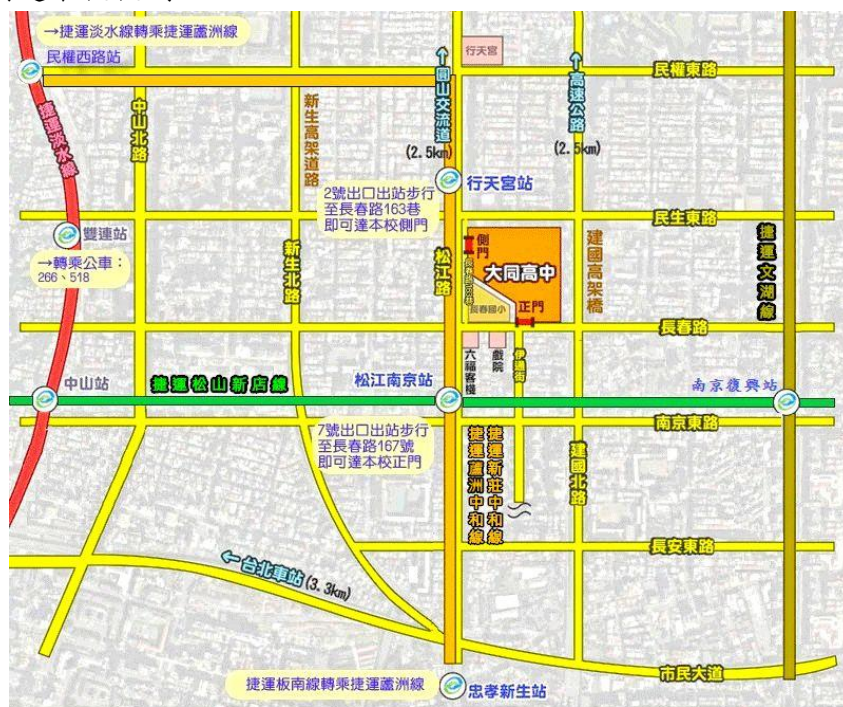 →捷運淡水線轉乘捷運蘆洲線
民權西路站
行天宮
民權東路
捷運淡水線
中山北路
新生高架道路
↑圓山交流道
(2.5km)
↑高速公路
(2.5km)
行天宮站
2號出口出站步行
至長春路163巷
即可達本校側門
民生東路
雙連站
→轉乘公車：
266、518
新生北路
松江路
側門
大同高中
長春國小
正門
建國高架橋
捷運文湖線
長春路
六福客棧
戲院
伊通街
中山站
捷運松山新店線
松江南京站
南京復興站
南京東路
7號出口出站步行
至長春路167號
即可達本校正門
捷運蘆洲中和線
捷運新莊中和線
建國北路
長安東路
←台北車站(3.3km)
市民大道
捷運板南線轉乘捷運蘆洲線
忠孝新生站